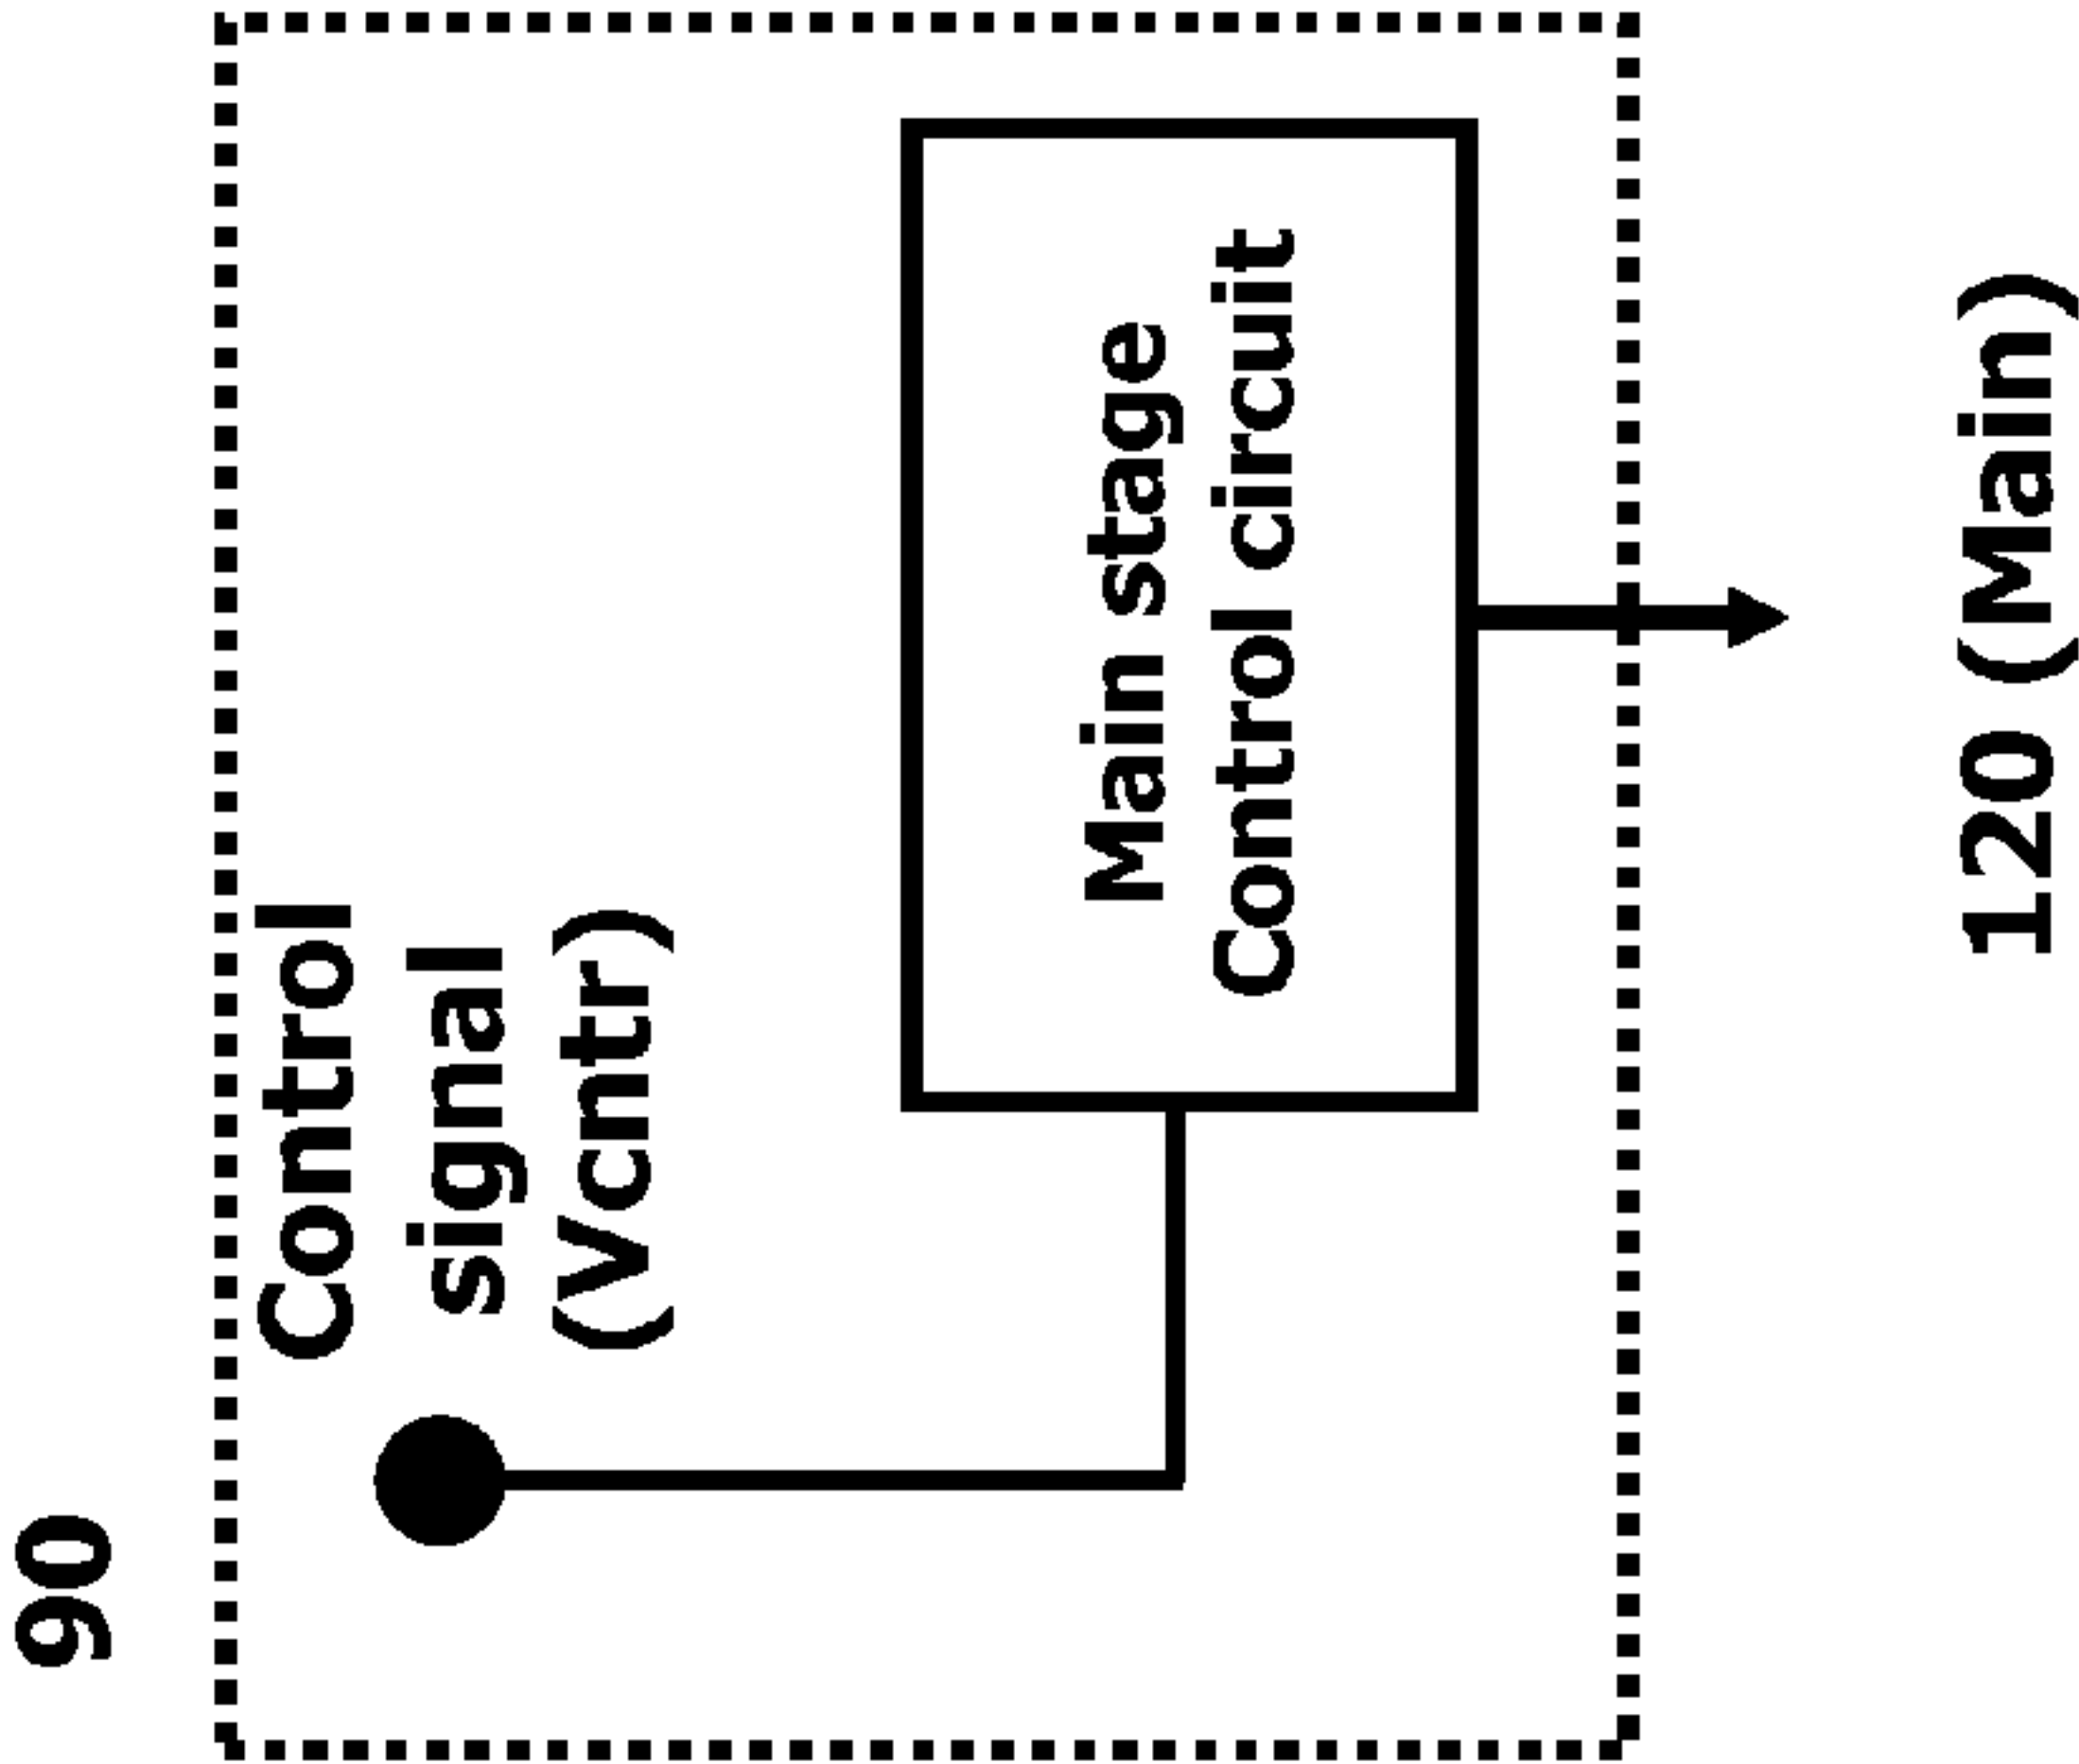 90
Control
signal
(Vcntr)
Main stage
Control circuit
120 (Main)